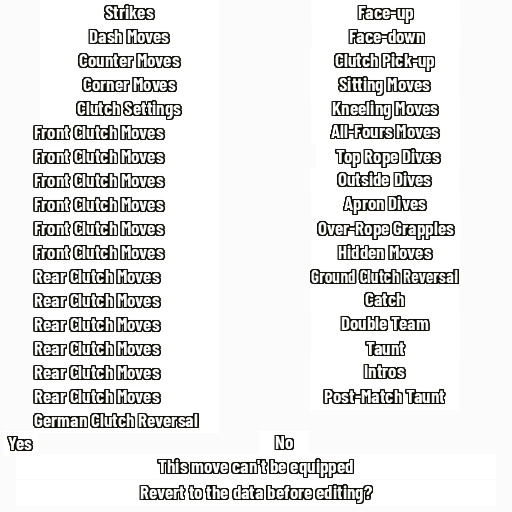 Strikes
Dash Moves
Counter Moves
Corner Moves
Clutch Settings
Front Clutch Moves
Front Clutch Moves
Front Clutch Moves
Front Clutch Moves
Front Clutch Moves
Front Clutch Moves
Rear Clutch Moves
Rear Clutch Moves
Rear Clutch Moves
Rear Clutch Moves
Rear Clutch Moves
Rear Clutch Moves
German Clutch Reversal
Face-up
Face-down
Clutch Pick-up
Sitting Moves
Kneeling Moves
All-Fours Moves
Top Rope Dives
Outside Dives
Apron Dives
Over-Rope Grapples
Hidden Moves
Ground Clutch Reversal
Catch
Double Team
Taunt
Intros
Post-Match Taunt
Yes
No
This move can't be equipped
Revert to the data before editing?